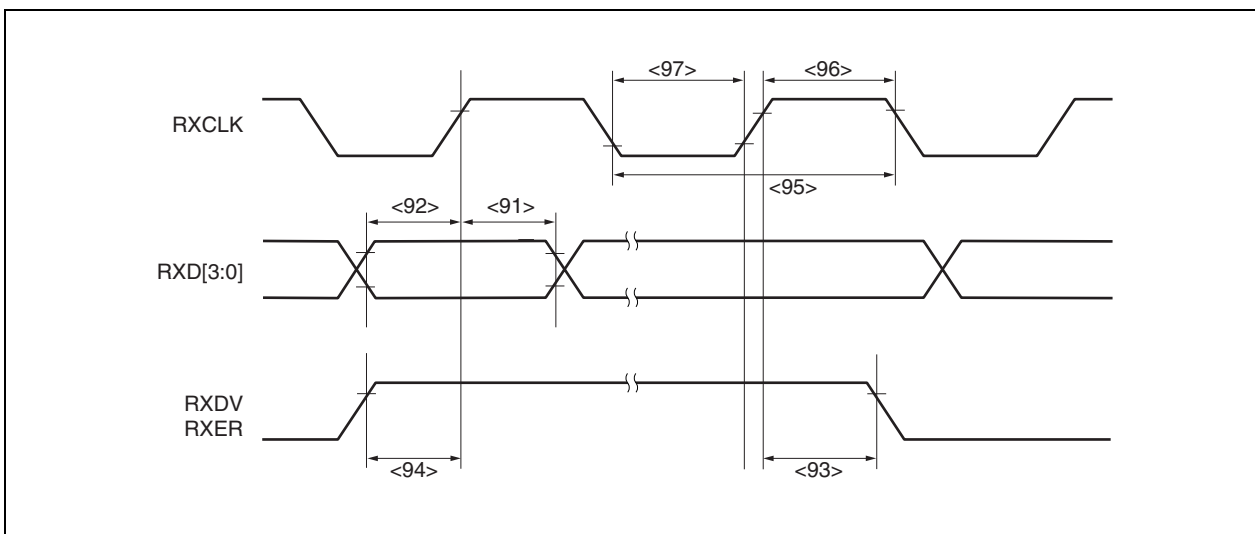 <97>
<96>
RXCLK
<95>
<92>
<91>
RXD[3:0]
RXDV
RXER
<94>
<93>